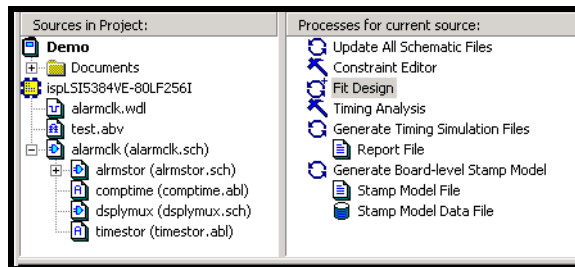 Sources in Project:
Demo
Documents
ispLSI5384VE-80LF256I
alarmclk.wdl
test.abv
alarmclk (alarmclk.sch)
alrmstor (alrmstor.sch)
comptime (comptime.abl)
dsplymux (dsplymux.sch)
timestor (timestor.abl)
Processes for current source:
Update All Schematic Files
Constraint Editor
Fit Design
Timing Analysis
Generate Timing Simulation Files
Report File
Generate Board-level Stamp Model
Stamp Model File
Stamp Model Data File